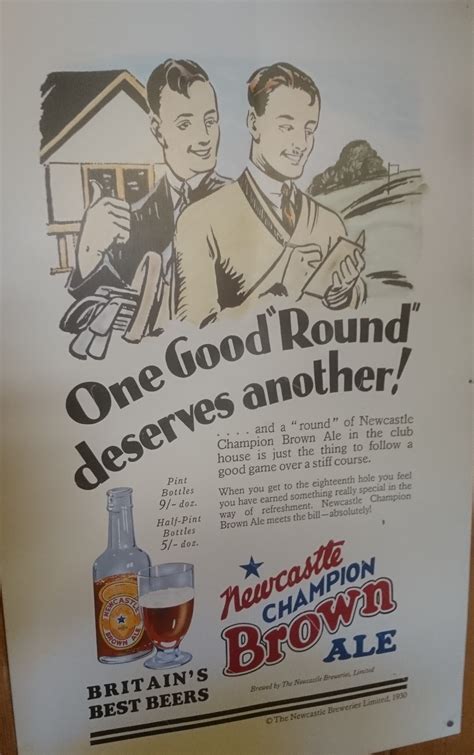 One Good "Round"
deserves another!
. . . . and a "round" of Newcastle
Champion Brown Ale in the club
house is just the thing to follow a
good game over a stiff course.
When you get to the eighteenth hole you feel
you have earned something really special in the
way of refreshment. Newcastle Champion
Brown Ale meets the bill—absolutely!
Pint
Bottles
9/- doz.
Half-Pint
Bottles
5/- doz.
NEWCASTLE
BROWN ALE
Newcastle
CHAMPION
Brown
ALE
BRITAIN'S
BEST BEERS
Brewed by The Newcastle Breweries, Limited
© The Newcastle Breweries Limited, 1930